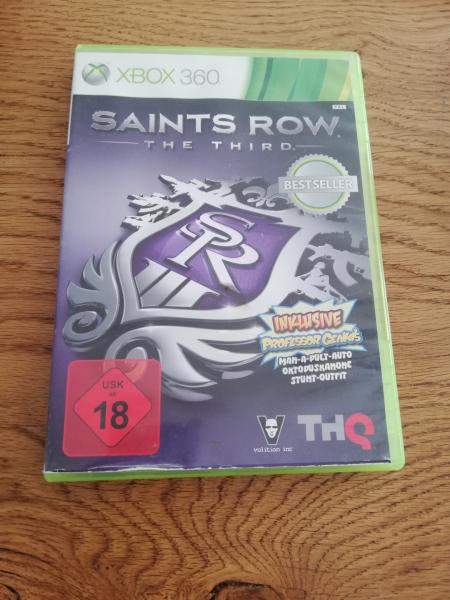 XBOX 360
PAL
SAINTS ROW
THE THIRD
BESTSELLER
SR
INKLUSIVE
PROFESSOR GENKIS
MAN-A-PULT-AUTO
OKTOPUSKANONE
STUNT-OUTFIT
USK
ab
18
V
volition inc
THQ